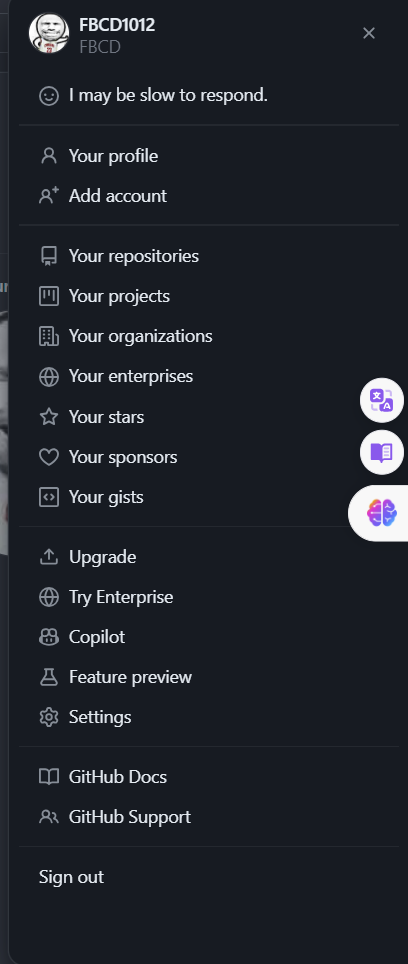 FBCD1012
FBCD
I may be slow to respond.
Your profile
Add account
Your repositories
Your projects
Your organizations
Your enterprises
Your stars
Your sponsors
Your gists
Upgrade
Try Enterprise
Copilot
Feature preview
Settings
GitHub Docs
GitHub Support
Sign out